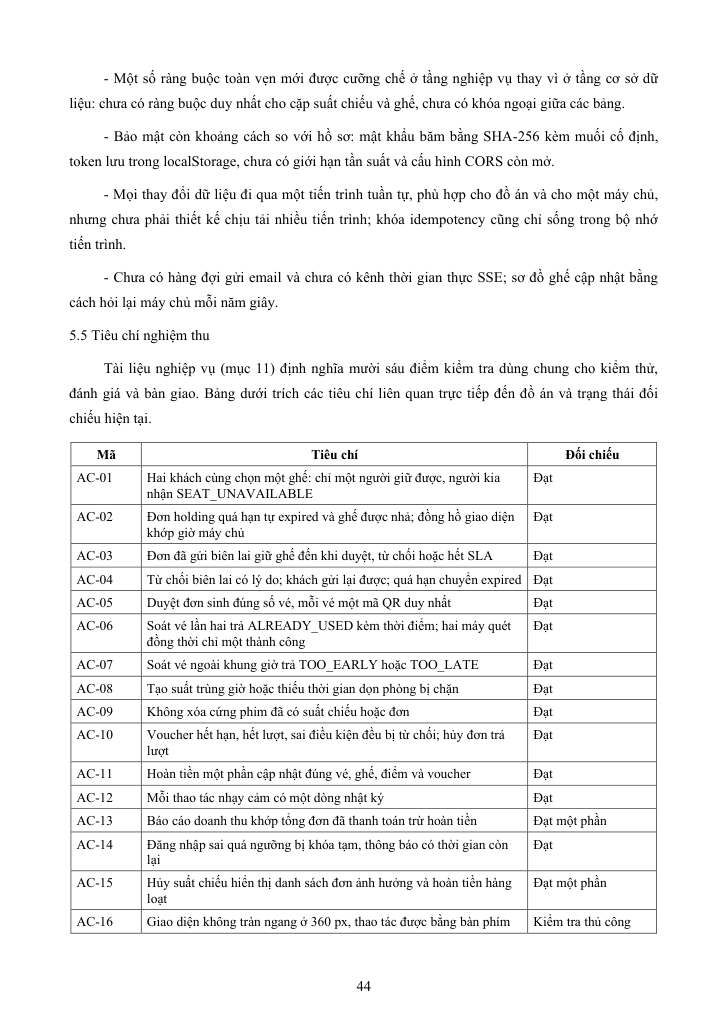 - Một số ràng buộc toàn vẹn mới được cưỡng chế ở tầng nghiệp vụ thay vì ở tầng cơ sở dữ
liệu: chưa có ràng buộc duy nhất cho cặp suất chiếu và ghế, chưa có khóa ngoại giữa các bảng.
- Bảo mật còn khoảng cách so với hồ sơ: mật khẩu băm bằng SHA-256 kèm muối cố định,
token lưu trong localStorage, chưa có giới hạn tần suất và cấu hình CORS còn mở.
- Mọi thay đổi dữ liệu đi qua một tiến trình tuần tự, phù hợp cho đồ án và cho một máy chủ,
nhưng chưa phải thiết kế chịu tải nhiều tiến trình; khóa idempotency cũng chỉ sống trong bộ nhớ
tiến trình.
- Chưa có hàng đợi gửi email và chưa có kênh thời gian thực SSE; sơ đồ ghế cập nhật bằng
cách hỏi lại máy chủ mỗi năm giây.
5.5 Tiêu chí nghiệm thu
Tài liệu nghiệp vụ (mục 11) định nghĩa mười sáu điểm kiểm tra dùng chung cho kiểm thử,
đánh giá và bàn giao. Bảng dưới trích các tiêu chí liên quan trực tiếp đến đồ án và trạng thái đối
chiếu hiện tại.
Mã Tiêu chí Đối chiếu
AC-01 Hai khách cùng chọn một ghế: chỉ một người giữ được, người kia Đạt
nhận SEAT_UNAVAILABLE
AC-02 Đơn holding quá hạn tự expired và ghế được nhả; đồng hồ giao diện Đạt
khớp giờ máy chủ
AC-03 Đơn đã gửi biên lai giữ ghế đến khi duyệt, từ chối hoặc hết SLA Đạt
AC-04 Từ chối biên lai có lý do; khách gửi lại được; quá hạn chuyển expired Đạt
AC-05 Duyệt đơn sinh đúng số vé, mỗi vé một mã QR duy nhất Đạt
AC-06 Soát vé lần hai trả ALREADY_USED kèm thời điểm; hai máy quét Đạt
đồng thời chỉ một thành công
AC-07 Soát vé ngoài khung giờ trả TOO_EARLY hoặc TOO_LATE Đạt
AC-08 Tạo suất trùng giờ hoặc thiếu thời gian dọn phòng bị chặn Đạt
AC-09 Không xóa cứng phim đã có suất chiếu hoặc đơn Đạt
AC-10 Voucher hết hạn, hết lượt, sai điều kiện đều bị từ chối; hủy đơn trả Đạt
lượt
AC-11 Hoàn tiền một phần cập nhật đúng vé, ghế, điểm và voucher Đạt
AC-12 Mỗi thao tác nhạy cảm có một dòng nhật ký Đạt
AC-13 Báo cáo doanh thu khớp tổng đơn đã thanh toán trừ hoàn tiền Đạt một phần
AC-14 Đăng nhập sai quá ngưỡng bị khóa tạm, thông báo có thời gian còn Đạt
lại
AC-15 Hủy suất chiếu hiển thị danh sách đơn ảnh hưởng và hoàn tiền hàng Đạt một phần
loạt
AC-16 Giao diện không tràn ngang ở 360 px, thao tác được bằng bàn phím Kiểm tra thủ công
44